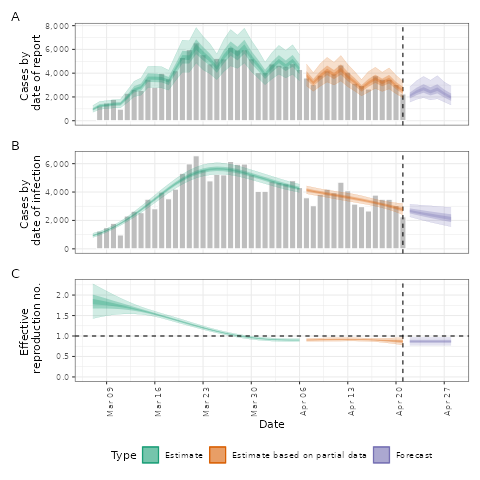 A
8,000
6,000
4,000
2,000
0
Cases by
date of report
B
6,000
4,000
2,000
0
Cases by
date of infection
C
2.0
1.5
1.0
0.5
0.0
Effective
reproduction no.
Mar 09
Mar 16
Mar 23
Mar 30
Apr 06
Apr 13
Apr 20
Apr 27
Date
Type Estimate Estimate based on partial data Forecast